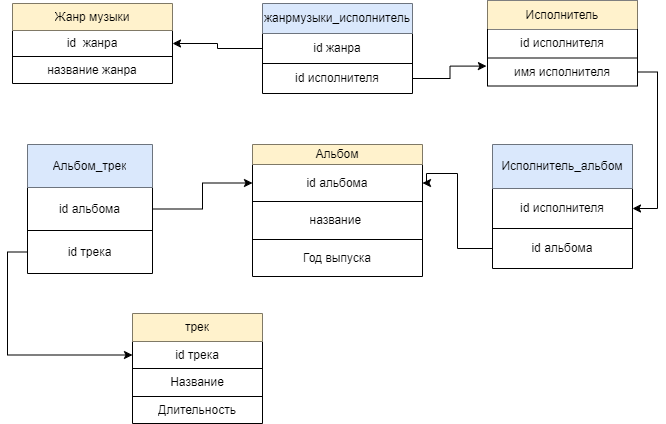 Жанр музыки
id жанра
название жанра
жанрмузыки_исполнитель
id жанра
id исполнителя
Исполнитель
id исполнителя
имя исполнителя
Альбом_трек
id альбома
id трека
Альбом
id альбома
название
Год выпуска
Исполнитель_альбом
id исполнителя
id альбома
трек
id трека
Название
Длительность